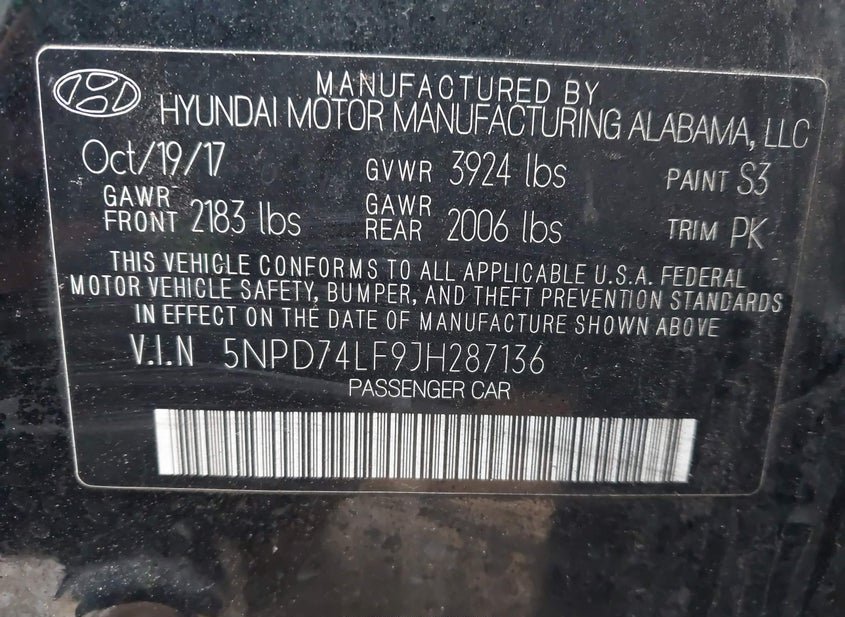 MANUFACTURED BY
HYUNDAI MOTOR MANUFACTURING ALABAMA, LLC
Oct/19/17 GVWR 3924 lbs PAINT S3
GAWR FRONT 2183 lbs GAWR REAR 2006 lbs TRIM PK
THIS VEHICLE CONFORMS TO ALL APPLICABLE U.S.A. FEDERAL
MOTOR VEHICLE SAFETY, BUMPER, AND THEFT PREVENTION STANDARDS
IN EFFECT ON THE DATE OF MANUFACTURE SHOWN ABOVE
V.I.N 5NPD74LF9JH287136
PASSENGER CAR